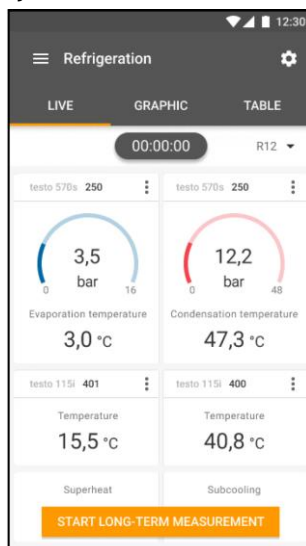 12:30
Refrigeration
LIVE GRAPHIC TABLE
00:00:00 R12
testo 570s 250 testo 570s 250
3,5 12,2
bar bar
0 16 0 48
Evaporation temperature Condensation temperature
3,0 °C 47,3 °C
testo 115i 401 testo 115i 400
Temperature Temperature
15,5 °C 40,8 °C
Superheat Subcooling
START LONG-TERM MEASUREMENT